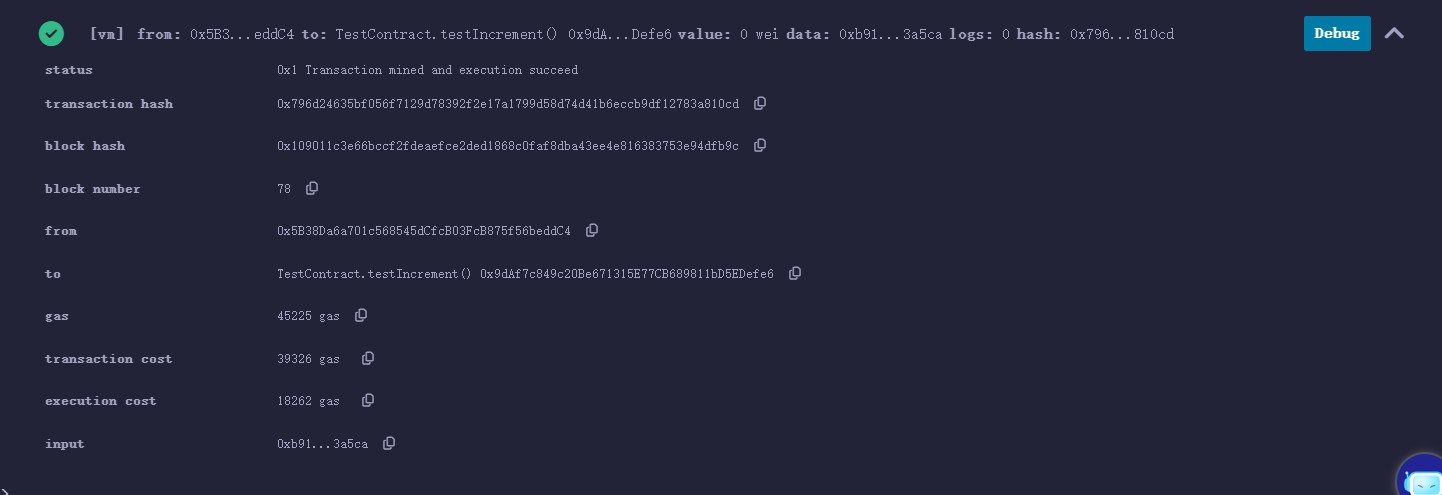 [vm] from: 0x5B3...eddC4 to: TestContract.testIncrement() 0x9dA...Defe6 value: 0 wei data: 0xb91...3a5ca logs: 0 hash: 0x796...810cd Debug
status 0x1 Transaction mined and execution succeed
transaction hash 0x796d24635bf056f7129d78392f2e17a1799d58d74d41b6eccb9df12783a810cd
block hash 0x109011c3e66bccf2fdeaefce2ded1868c0faf8dba43ee4e816383753e94dfb9c
block number 78
from 0x5B38Da6a701c568545dCfcB03FcB875f56beddC4
to TestContract.testIncrement() 0x9dAf7c849c20Be671315E77CB689811bD5EDefe6
gas 45225 gas
transaction cost 39326 gas
execution cost 18262 gas
input 0xb91...3a5ca